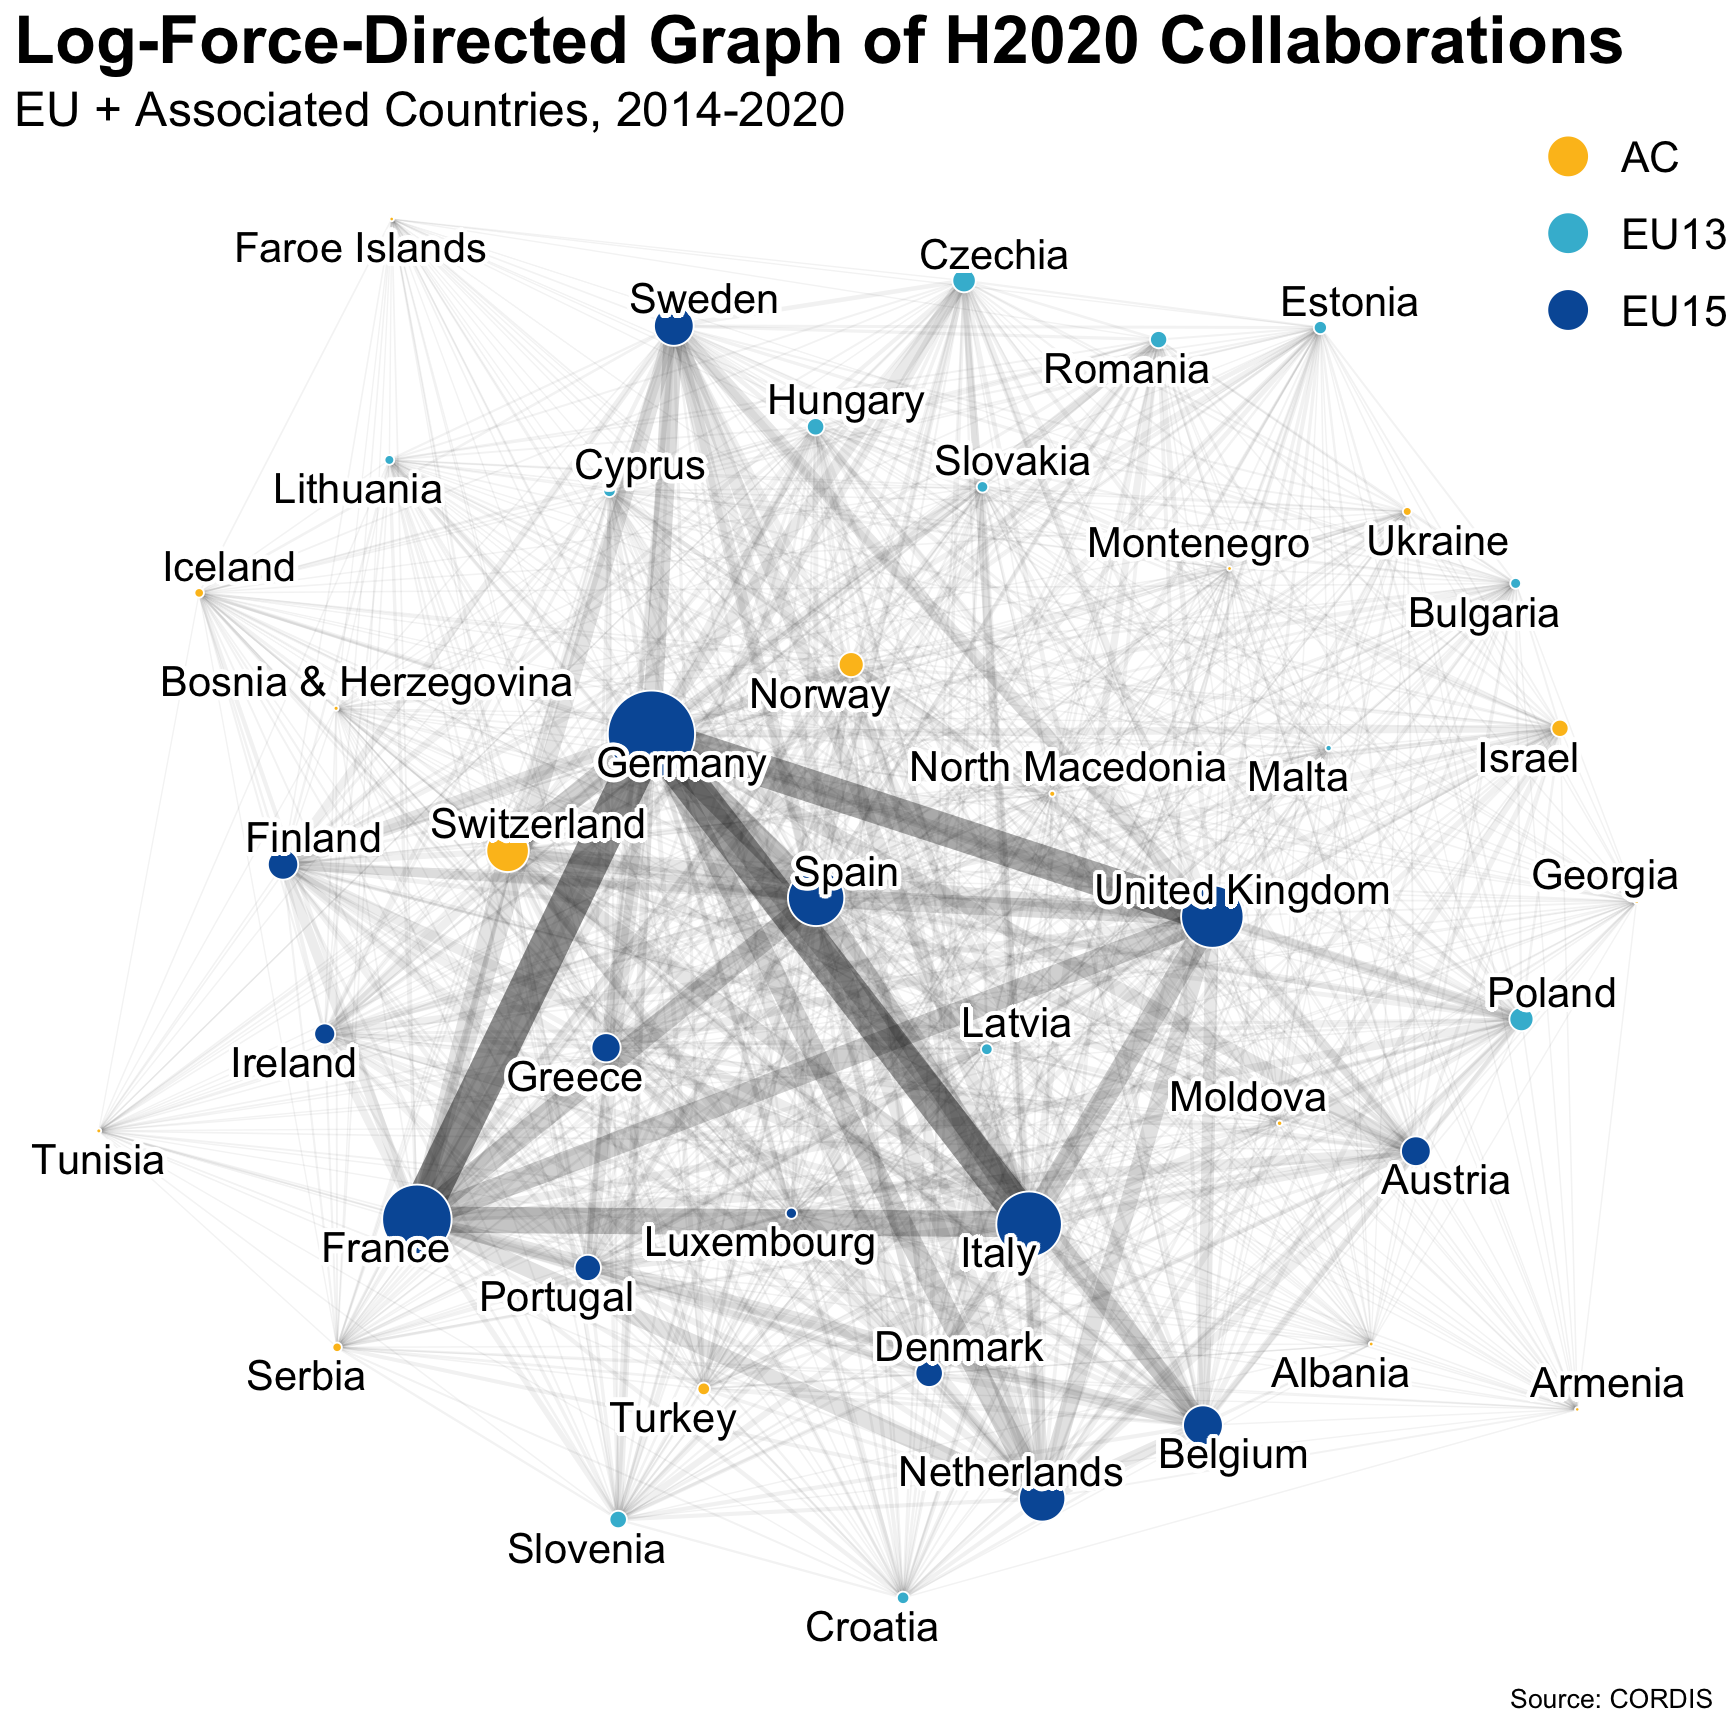 Log-Force-Directed Graph of H2020 Collaborations
EU + Associated Countries, 2014-2020
AC
EU13
EU15
Faroe Islands
Czechia
Sweden
Estonia
Romania
Hungary
Cyprus
Slovakia
Lithuania
Montenegro
Ukraine
Iceland
Bulgaria
Bosnia & Herzegovina
Norway
Germany
North Macedonia
Malta
Israel
Finland
Switzerland
Spain
United Kingdom
Georgia
Poland
Latvia
Ireland
Greece
Moldova
Tunisia
Austria
France
Luxembourg
Italy
Portugal
Denmark
Serbia
Albania
Armenia
Turkey
Belgium
Netherlands
Slovenia
Croatia
Source: CORDIS